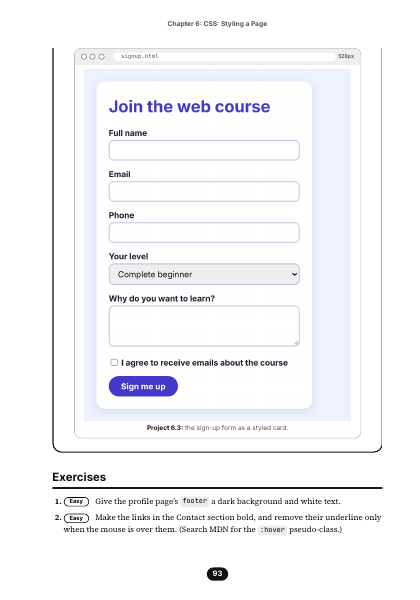 Chapter 6: CSS: Styling a Page
signup.html
520px
Join the web course
Full name
Email
Phone
Your level
Complete beginner
Why do you want to learn?
I agree to receive emails about the course
Sign me up
Project 6.3: the sign-up form as a styled card.
Exercises
1. Easy Give the profile page's footer a dark background and white text.
2. Easy Make the links in the Contact section bold, and remove their underline only
when the mouse is over them. (Search MDN for the :hover pseudo-class.)
93